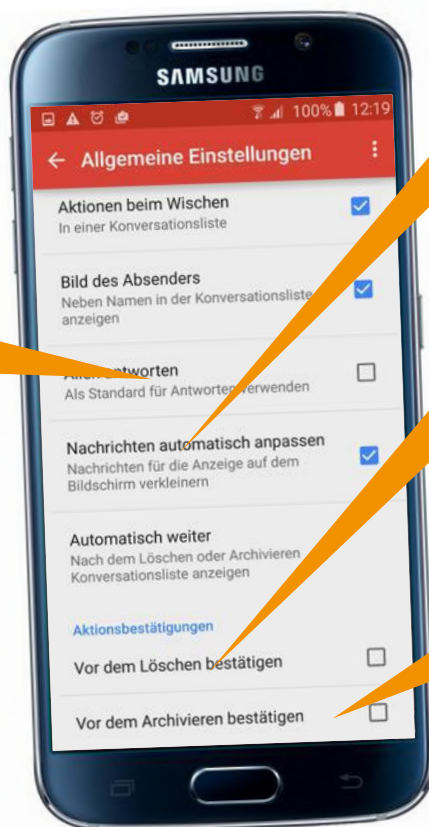 SAMSUNG
100% 12:19
Allgemeine Einstellungen
Aktionen beim Wischen
In einer Konversationsliste
Bild des Absenders
Neben Namen in der Konversationsliste
anzeigen
antworten
Als Standard für Antworten verwenden
Nachrichten automatisch anpassen
Nachrichten für die Anzeige auf dem
Bildschirm verkleinern
Automatisch weiter
Nach dem Löschen oder Archivieren
Konversationsliste anzeigen
Aktionsbestätigungen
Vor dem Löschen bestätigen
Vor dem Archivieren bestätigen